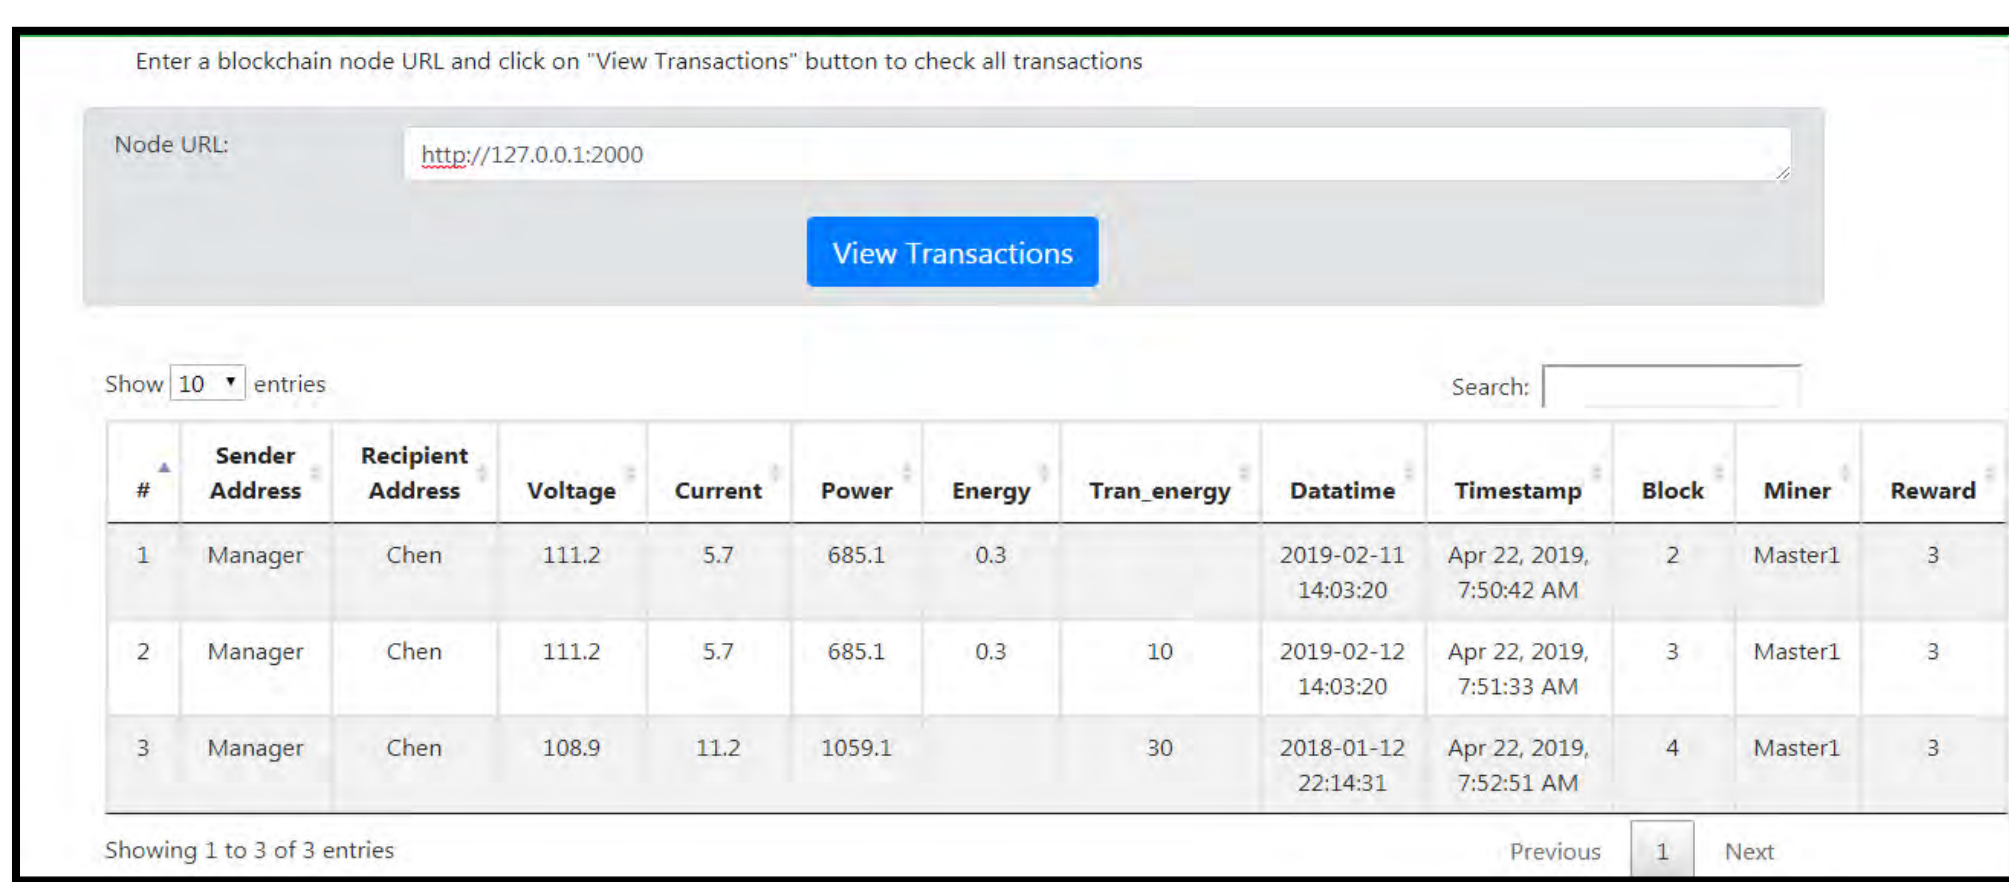 Enter a blockchain node URL and click on "View Transactions" button to check all transactions
Node URL:
http://127.0.0.1:2000
View Transactions
Show 10 entries
Search:
# Sender Address Recipient Address Voltage Current Power Energy Tran_energy Datatime Timestamp Block Miner Reward
1 Manager Chen 111.2 5.7 685.1 0.3 2019-02-11 14:03:20 Apr 22, 2019, 7:50:42 AM 2 Master1 3
2 Manager Chen 111.2 5.7 685.1 0.3 10 2019-02-12 14:03:20 Apr 22, 2019, 7:51:33 AM 3 Master1 3
3 Manager Chen 108.9 11.2 1059.1 30 2018-01-12 22:14:31 Apr 22, 2019, 7:52:51 AM 4 Master1 3
Showing 1 to 3 of 3 entries
Previous 1 Next